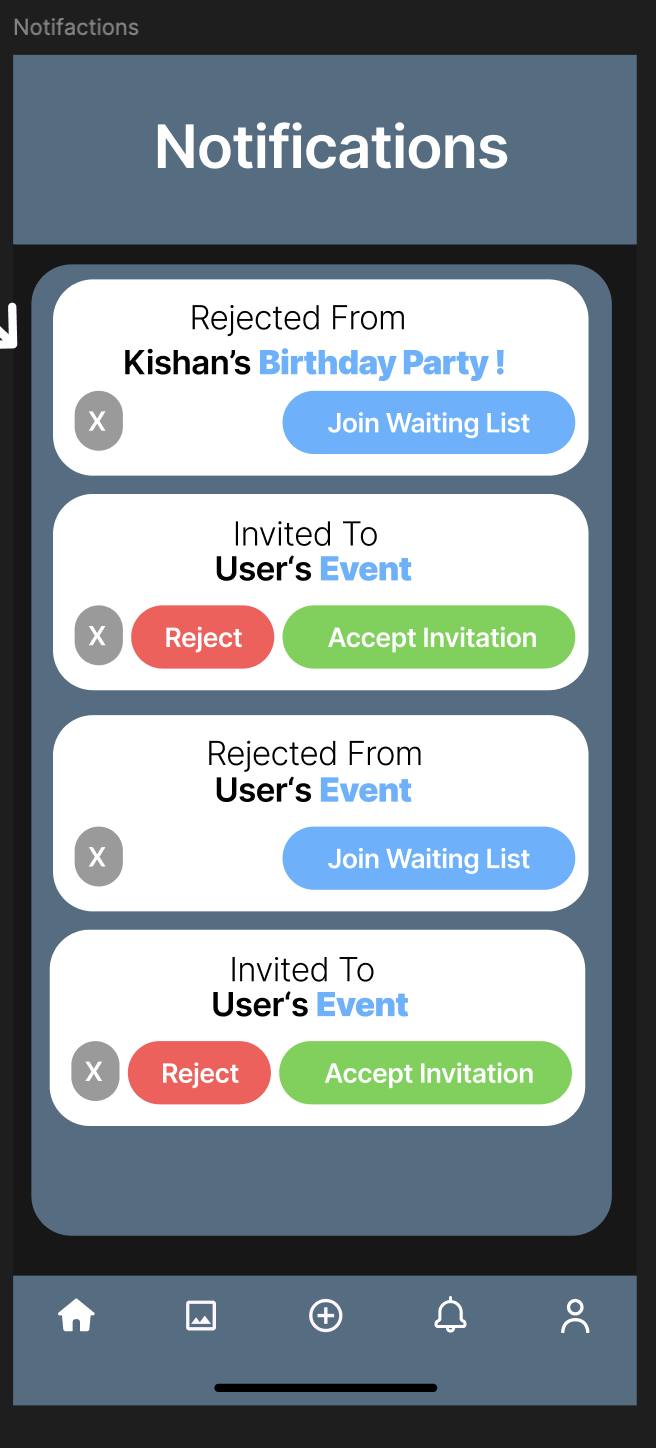 Notifactions
Notifications
Rejected From
Kishan’s Birthday Party !
X Join Waiting List
Invited To
User‘s Event
X Reject Accept Invitation
Rejected From
User‘s Event
X Join Waiting List
Invited To
User‘s Event
X Reject Accept Invitation